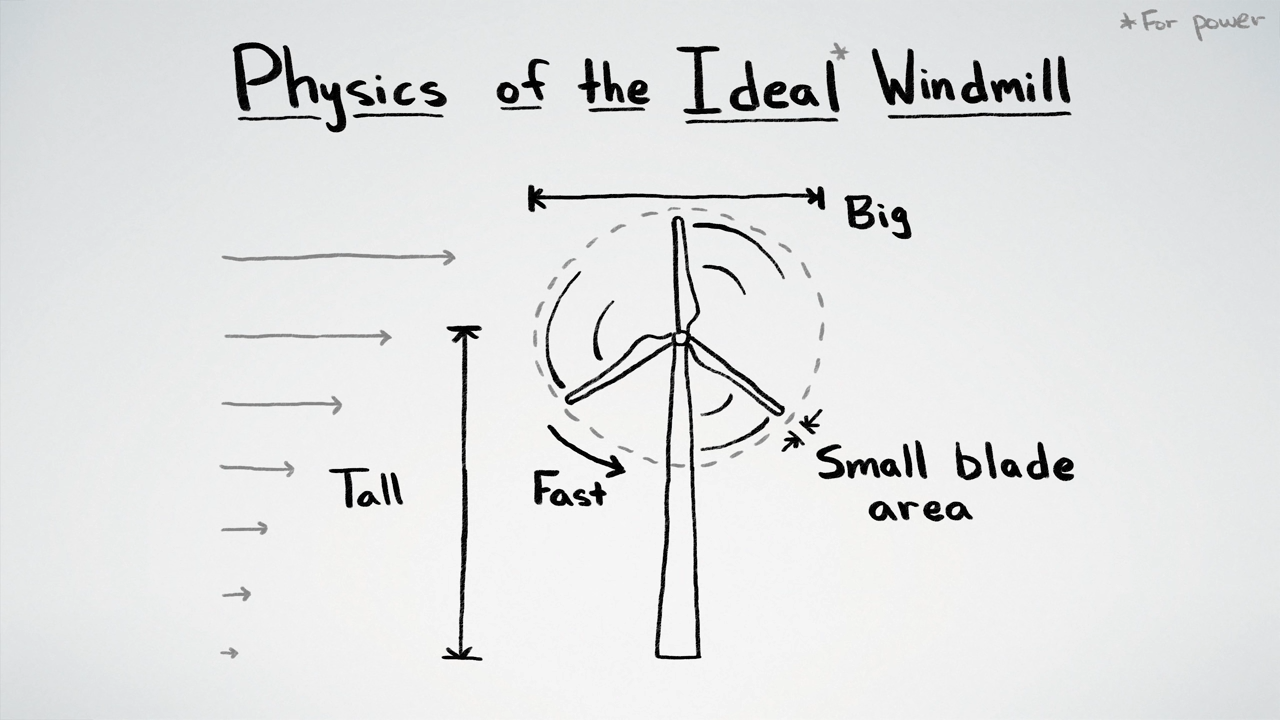 *For power
Physics of the Ideal* Windmill
Big
Tall
Fast
Small blade
area